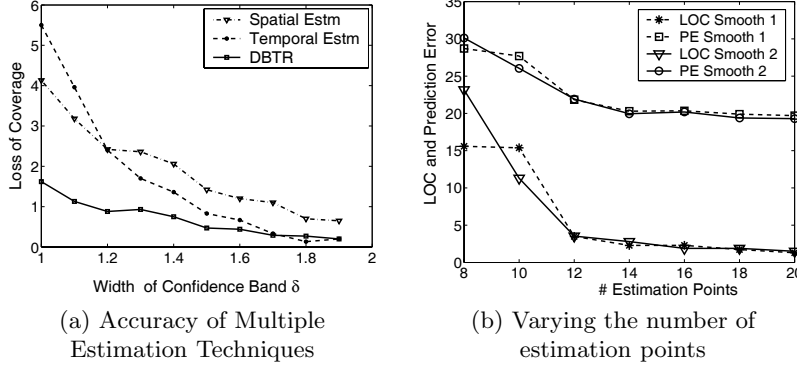 6
5
4
3
2
1
0
Loss of Coverage
1
1.2
1.4
1.6
1.8
2
Width of Confidence Band δ
Spatial Estm
Temporal Estm
DBTR
(a) Accuracy of Multiple
Estimation Techniques
40
35
30
25
20
15
10
5
0
LOC and Prediction Error
8
10
12
14
16
18
20
# Estimation Points
LOC Smooth 1
PE Smooth 1
LOC Smooth 2
PE Smooth 2
(b) Varying the number of
estimation points